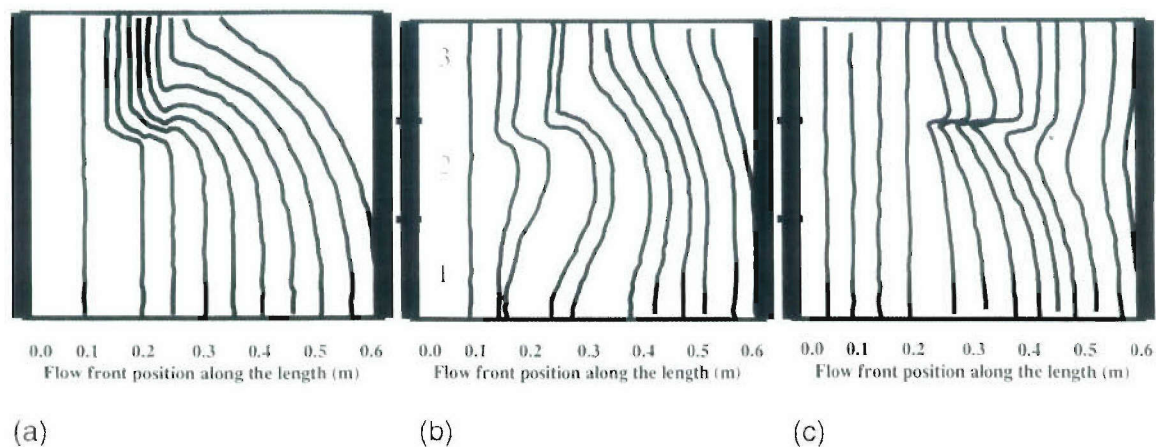 3
2
1
0.0 0.1 0.2 0.3 0.4 0.5 0.6
Flow front position along the length (m)
0.0 0.1 0.2 0.3 0.4 0.5 0.6
Flow front position along the length (m)
0.0 0.1 0.2 0.3 0.4 0.5 0.6
Flow front position along the length (m)
(a)
(b)
(c)